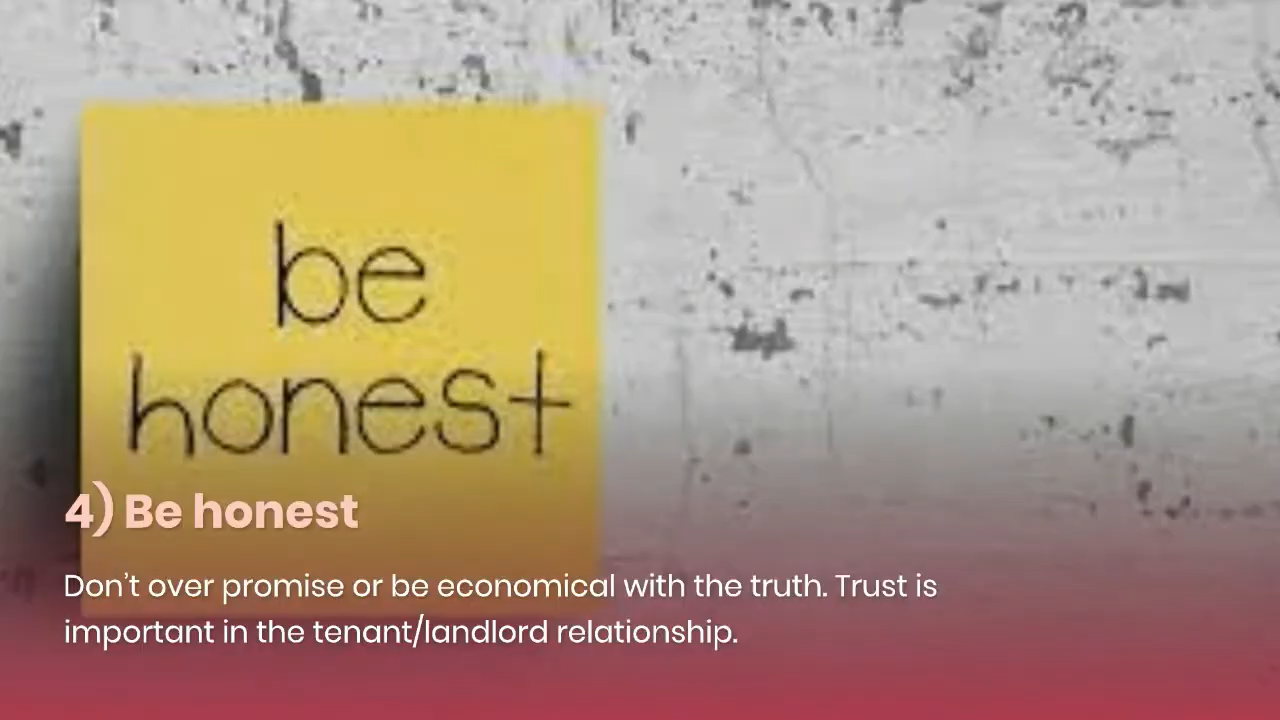 be
honest
4) Be honest
Don't over promise or be economical with the truth. Trust is
important in the tenant/landlord relationship.